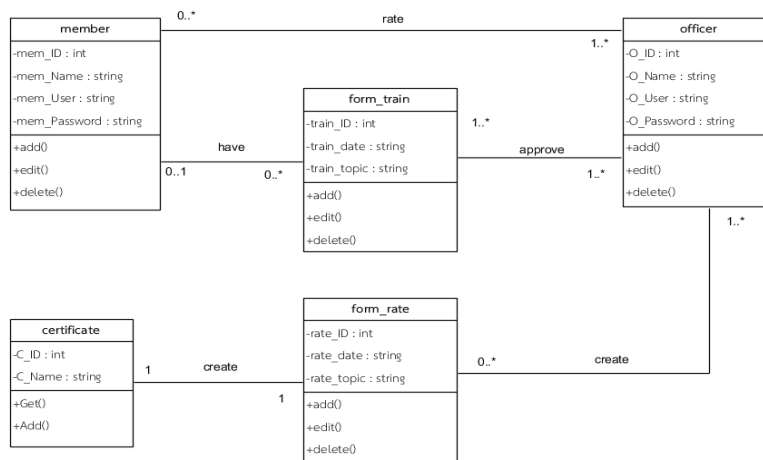 member
-mem_ID : int
-mem_Name : string
-mem_User : string
-mem_Password : string
+add()
+edit()
+delete()
0..*
rate
1..*
officer
-O_ID : int
-O_Name : string
-O_User : string
-O_Password : string
+add()
+edit()
+delete()
have
0..1
0..*
form_train
-train_ID : int
-train_date : string
-train_topic : string
+add()
+edit()
+delete()
1..*
approve
1..*
1..*
certificate
-C_ID : int
-C_Name : string
+Get()
+Add()
create
1
1
form_rate
-rate_ID : int
-rate_date : string
-rate_topic : string
+add()
+edit()
+delete()
0..*
create